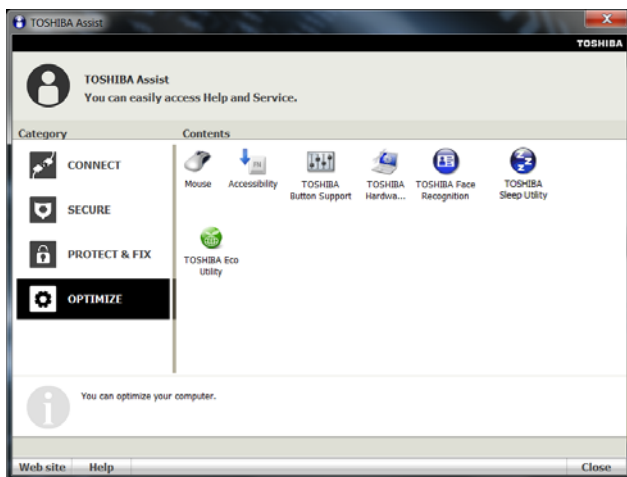 TOSHIBA Assist
TOSHIBA
TOSHIBA Assist
You can easily access Help and Service.
Category
Contents
CONNECT
SECURE
PROTECT & FIX
OPTIMIZE
Mouse
Accessibility
FN
TOSHIBA
Button Support
TOSHIBA
Hardwa...
TOSHIBA Face
Recognition
TOSHIBA
Sleep Utility
TOSHIBA Eco
Utility
You can optimize your computer.
Web site
Help
Close